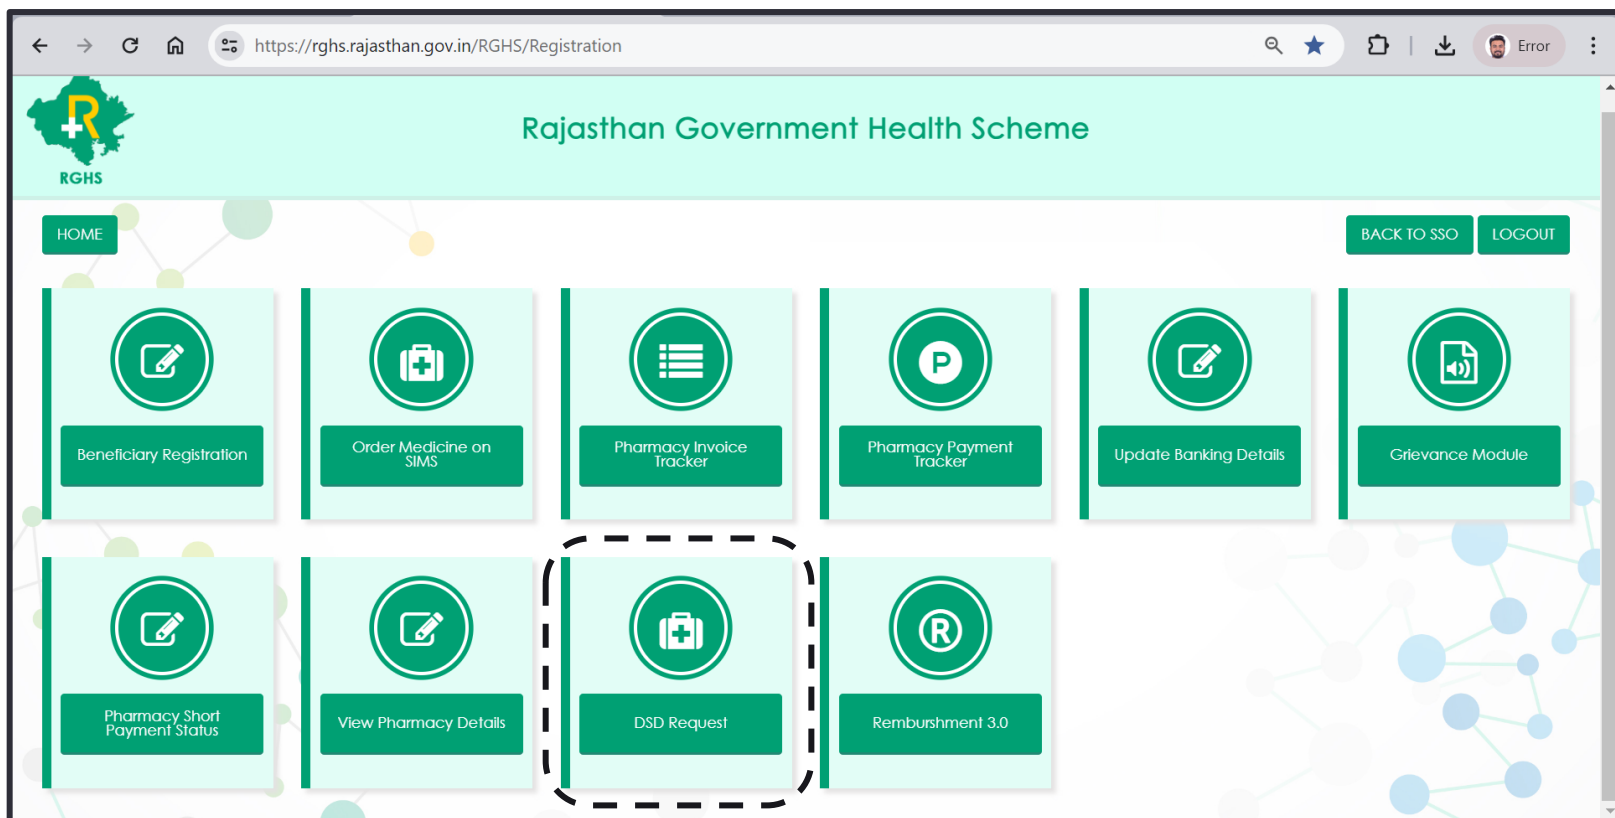 https://rghs.rajasthan.gov.in/RGHS/Registration
Error
R
RGHS
Rajasthan Government Health Scheme
HOME
BACK TO SSO
LOGOUT
P
Beneficiary Registration
Order Medicine on
SIMS
Pharmacy Invoice
Tracker
Pharmacy Payment
Tracker
Update Banking Details
Grievance Module
R
Pharmacy Short
Payment Status
View Pharmacy Details
DSD Request
Remburshment 3.0